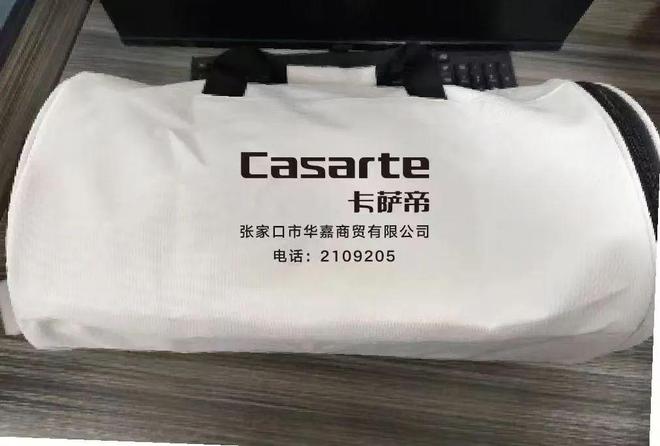 Casarte
卡萨帝
张家口市华嘉商贸有限公司
电话：2109205